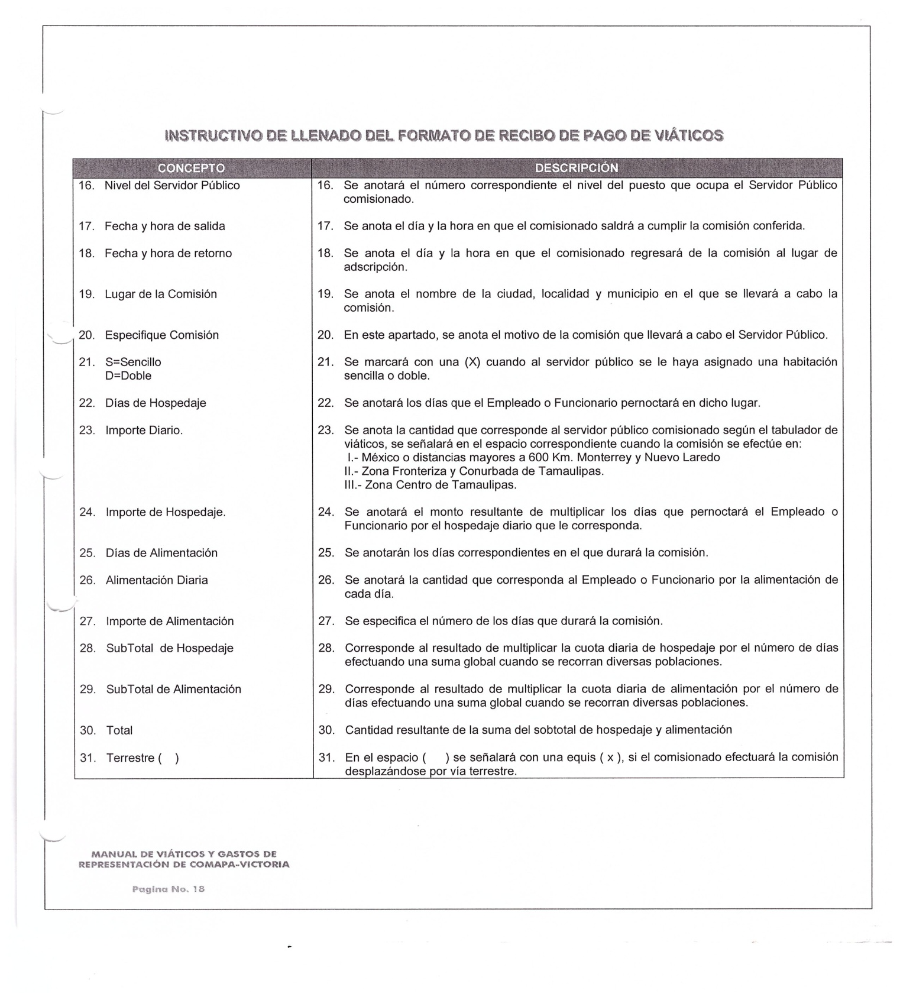 INSTRUCTIVO DE LLENADO DEL FORMATO DE RECIBO DE PAGO DE VIÁTICOS
CONCEPTO
DESCRIPCIÓN
16. Nivel del Servidor Público
16. Se anotará el número correspondiente el nivel del puesto que ocupa el Servidor Público
comisionado.
17. Fecha y hora de salida
17. Se anota el día y la hora en que el comisionado saldrá a cumplir la comisión conferida.
18. Fecha y hora de retorno
18. Se anota el día y la hora en que el comisionado regresará de la comisión al lugar de
adscripción.
19. Lugar de la Comisión
19. Se anota el nombre de la ciudad, localidad y municipio en el que se llevará a cabo la
comisión.
20. Especifique Comisión
20. En este apartado, se anota el motivo de la comisión que llevará a cabo el Servidor Público.
21. S=Sencillo
D=Doble
21. Se marcará con una (X) cuando al servidor público se le haya asignado una habitación
sencilla o doble.
22. Días de Hospedaje
22. Se anotará los días que el Empleado o Funcionario pernoctará en dicho lugar.
23. Importe Diario.
23. Se anota la cantidad que corresponde al servidor público comisionado según el tabulador de
viáticos, se señalará en el espacio correspondiente cuando la comisión se efectúe en:
I.- México o distancias mayores a 600 Km. Monterrey y Nuevo Laredo
II.- Zona Fronteriza y Conurbada de Tamaulipas.
III.- Zona Centro de Tamaulipas.
24. Importe de Hospedaje.
24. Se anotará el monto resultante de multiplicar los días que pernoctará el Empleado o
Funcionario por el hospedaje diario que le corresponda.
25. Días de Alimentación
25. Se anotarán los días correspondientes en el que durará la comisión.
26. Alimentación Diaria
26. Se anotará la cantidad que corresponda al Empleado o Funcionario por la alimentación de
cada día.
27. Importe de Alimentación
27. Se especifica el número de los días que durará la comisión.
28. SubTotal de Hospedaje
28. Corresponde al resultado de multiplicar la cuota diaria de hospedaje por el número de días
efectuando una suma global cuando se recorran diversas poblaciones.
29. SubTotal de Alimentación
29. Corresponde al resultado de multiplicar la cuota diaria de alimentación por el número de
días efectuando una suma global cuando se recorran diversas poblaciones.
30. Total
30. Cantidad resultante de la suma del sobtotal de hospedaje y alimentación
31. Terrestre ( )
31. En el espacio ( ) se señalará con una equis ( x ), si el comisionado efectuará la comisión
desplazándose por vía terrestre.
MANUAL DE VIÁTICOS Y GASTOS DE
REPRESENTACIÓN DE COMAPA-VICTORIA
Pagina No. 18